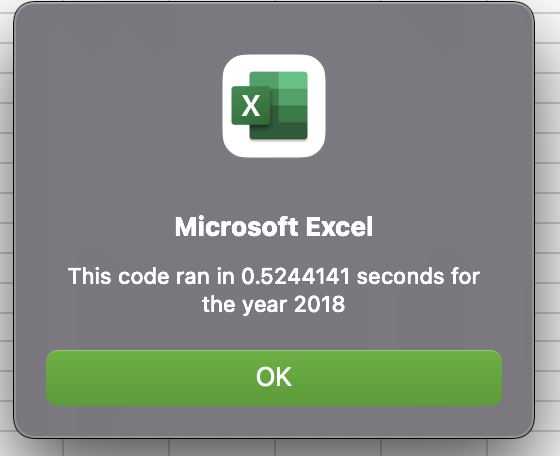 X
Microsoft Excel
This code ran in 0.5244141 seconds for
the year 2018
OK